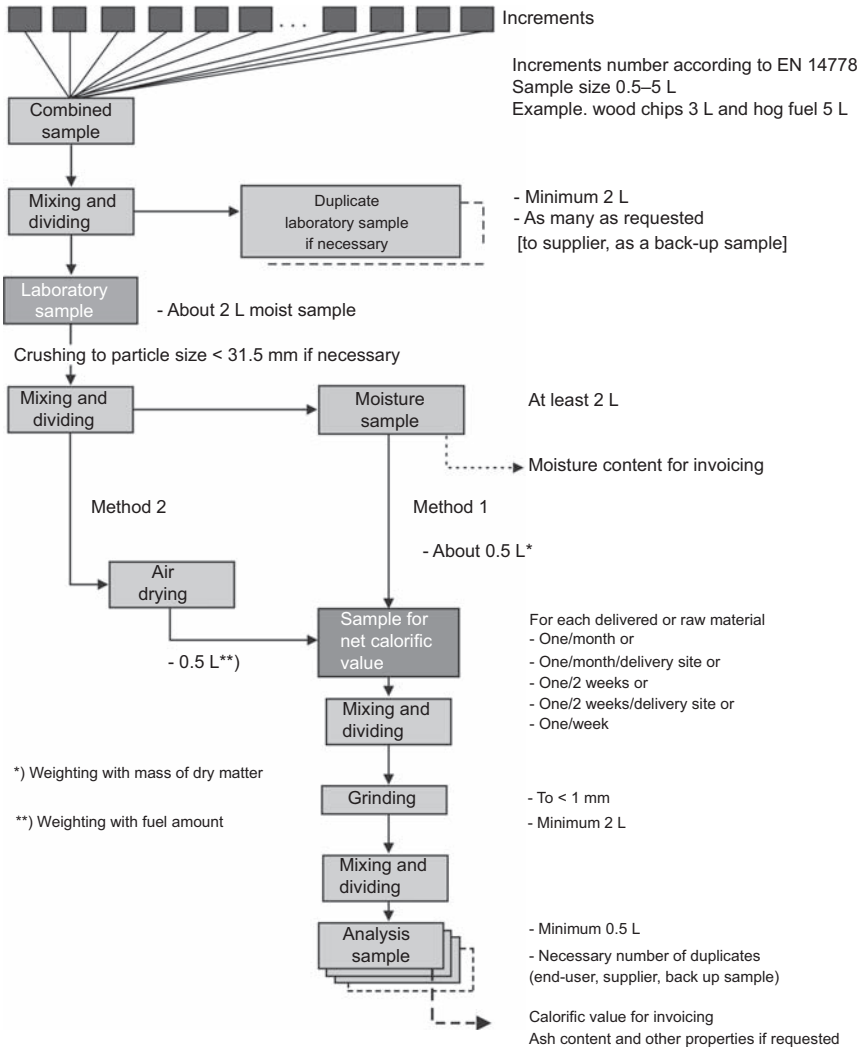 . . .
Increments
Increments number according to EN 14778
Sample size 0.5–5 L
Example. wood chips 3 L and hog fuel 5 L
Combined
sample
Mixing and
dividing
Duplicate
laboratory sample
if necessary
- Minimum 2 L
- As many as requested
[to supplier, as a back-up sample]
Laboratory
sample
- About 2 L moist sample
Crushing to particle size < 31.5 mm if necessary
Mixing and
dividing
Moisture
sample
At least 2 L
Moisture content for invoicing
Method 2
Method 1
- About 0.5 L*
Air
drying
- 0.5 L**)
Sample for
net calorific
value
For each delivered or raw material
- One/month or
- One/month/delivery site or
- One/2 weeks or
- One/2 weeks/delivery site or
- One/week
Mixing and
dividing
*) Weighting with mass of dry matter
Grinding
- To < 1 mm
- Minimum 2 L
**) Weighting with fuel amount
Mixing and
dividing
Analysis
sample
- Minimum 0.5 L
- Necessary number of duplicates
(end-user, supplier, back up sample)
Calorific value for invoicing
Ash content and other properties if requested